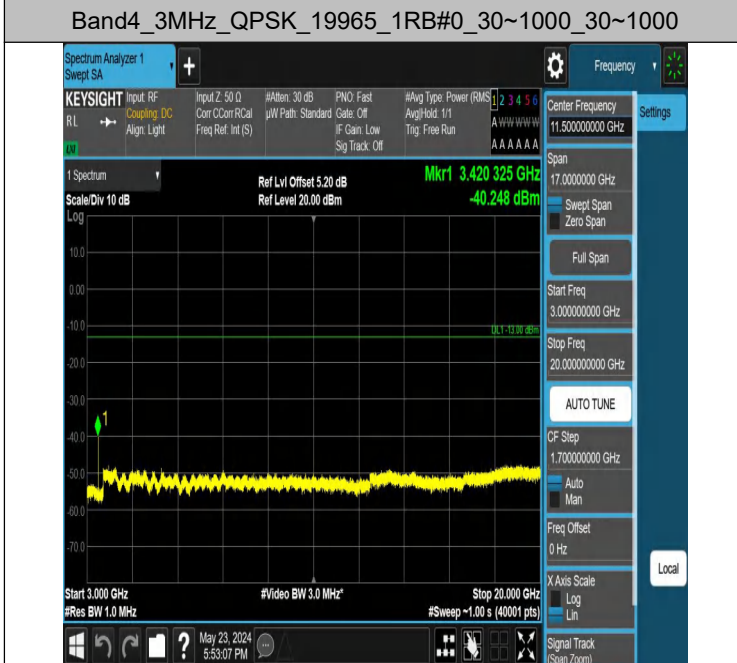 Band4_3MHz_QPSK_19965_1RB#0_30~1000_30~1000
Spectrum Analyzer 1
Swept SA
+
Frequency
KEYSIGHT
RL
Input: RF
Coupling: DC
Align: Light
Input Z: 50 Ω
Corr CCorr RCal
Freq Ref: Int (S)
#Atten: 30 dB
µW Path: Standard
PNO: Fast
Gate: Off
IF Gain: Low
Sig Track: Off
#Avg Type: Power (RMS
Avg|Hold: 1/1
Trig: Free Run
1 2 3 4 5 6
A W W W W W
A A A A A A
1 Spectrum
Scale/Div 10 dB
Log
Ref Lvl Offset 5.20 dB
Ref Level 20.00 dBm
Mkr1 3.420 325 GHz
-40.248 dBm
10.0
0.00
-10.0
-20.0
-30.0
-40.0
-50.0
-60.0
-70.0
DL1 -13.00 dBm
1
Start 3.000 GHz
#Res BW 1.0 MHz
#Video BW 3.0 MHz*
Stop 20.000 GHz
#Sweep ~1.00 s (40001 pts)
Center Frequency
11.500000000 GHz
Settings
Span
17.0000000 GHz
Swept Span
Zero Span
Full Span
Start Freq
3.000000000 GHz
Stop Freq
20.000000000 GHz
AUTO TUNE
CF Step
1.700000000 GHz
Auto
Man
Freq Offset
0 Hz
X Axis Scale
Log
Lin
Local
Signal Track
(Span Zoom)
?
May 23, 2024
5:53:07 PM